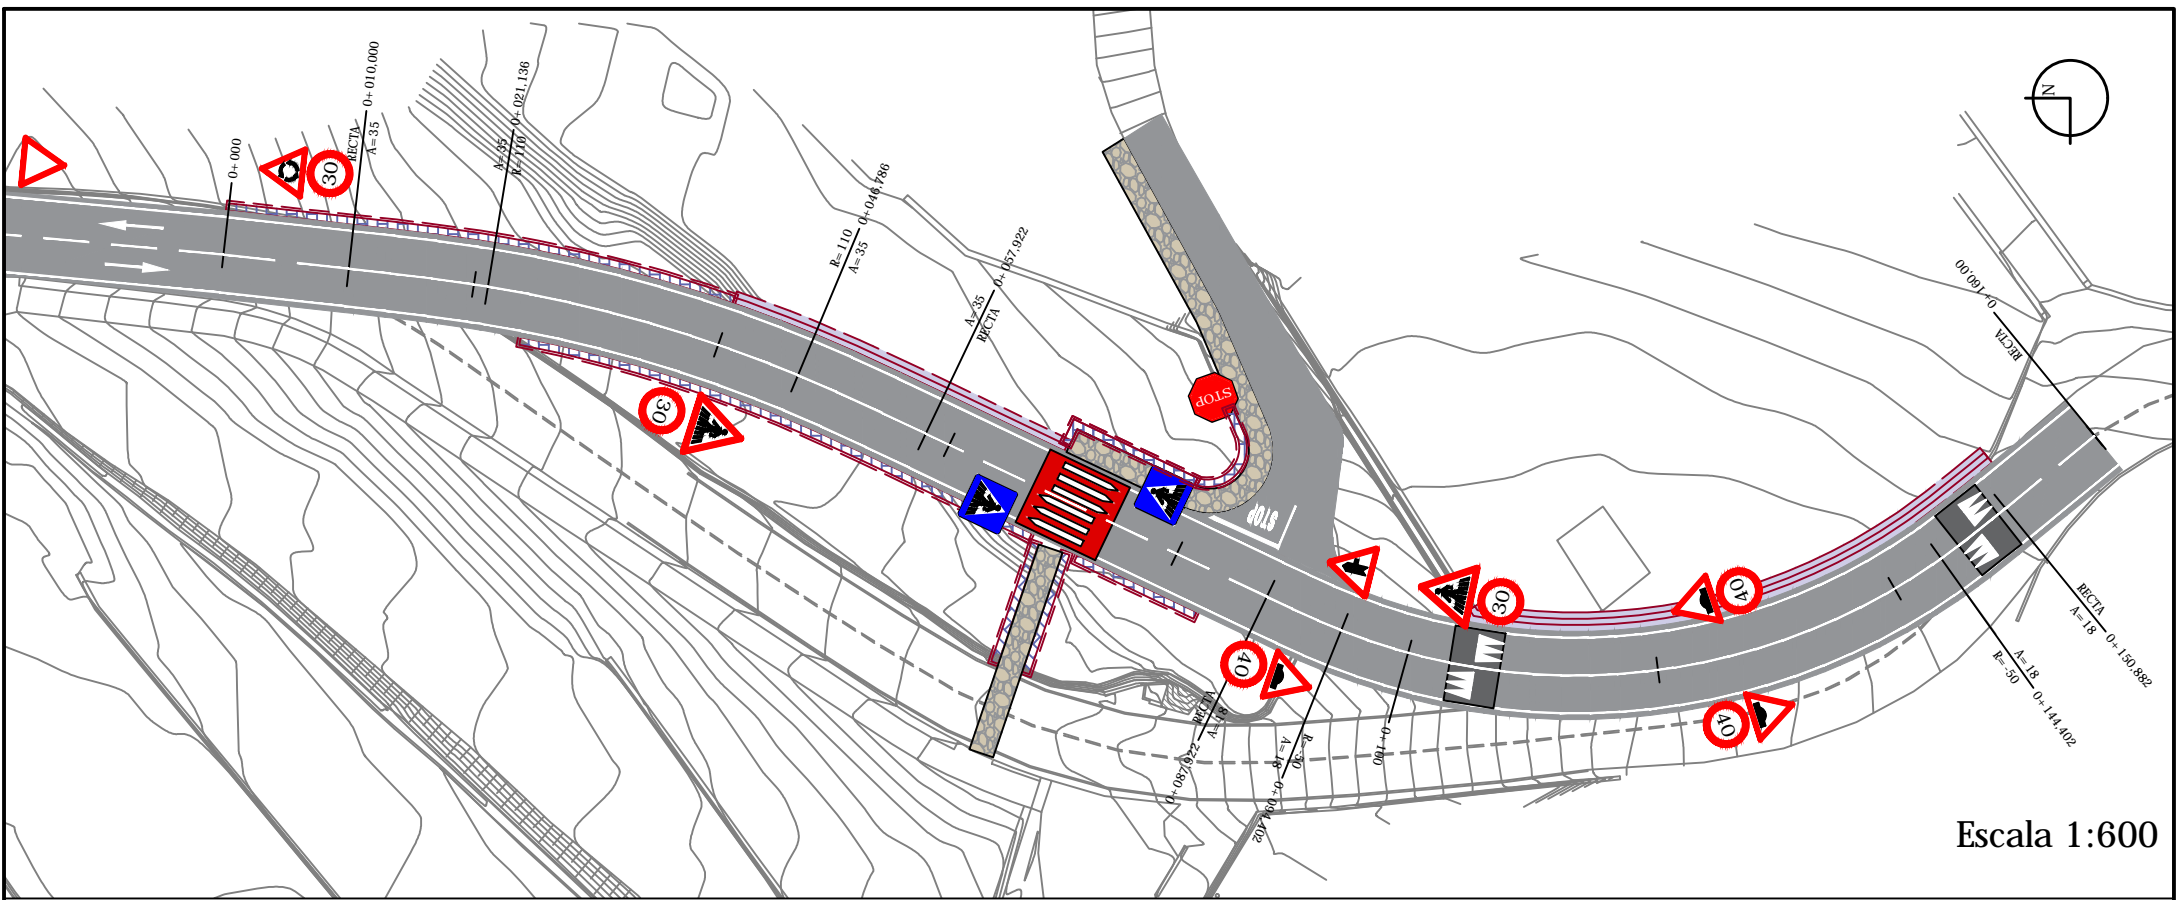 0+000
30
RECTA
0+010.000
A=35
A=35
0+021.136
R=110
R=110
0+046.786
A=35
A=35
0+057.922
RECTA
30
STOP
STOP
N
0+160.00
RECTA
30
40
40
40
RECTA
0+087.922
A=18
R=-50
A=18
0+094.402
0+100
RECTA
A=18
0+150.882
A=18
R=-50
0+144.402
Escala 1:600